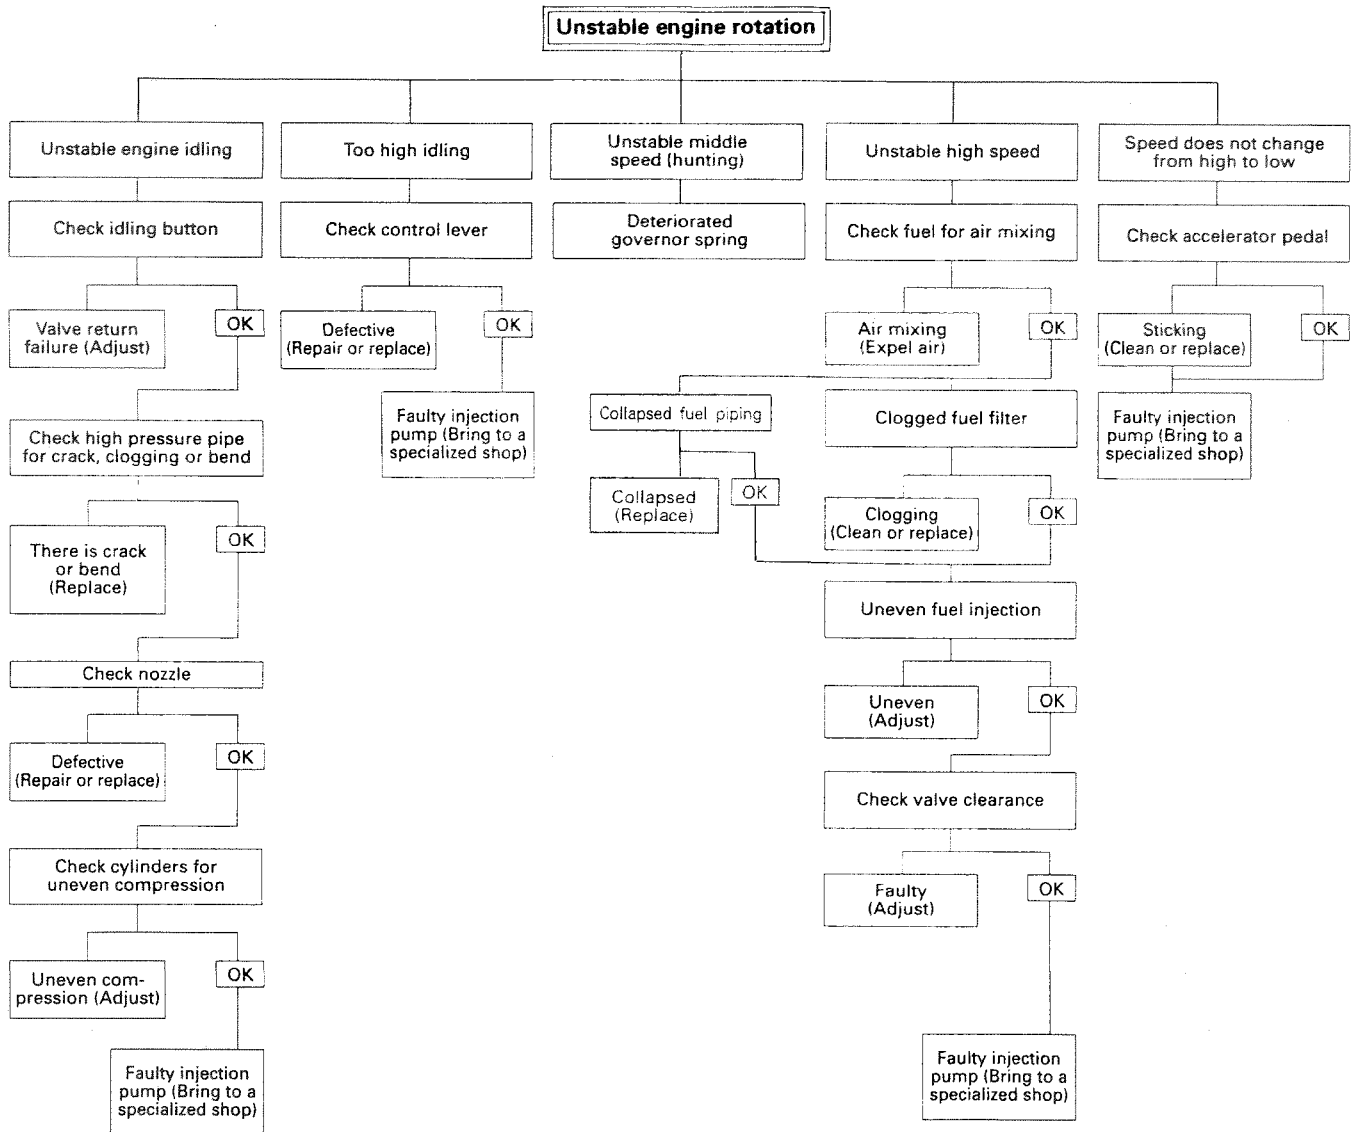 Unstable engine rotation
Unstable engine idling
Too high idling
Unstable middle
speed (hunting)
Unstable high speed
Speed does not change
from high to low
Check idling button
Check control lever
Deteriorated
governor spring
Check fuel for air mixing
Check accelerator pedal
Valve return
failure (Adjust)
OK
Defective
(Repair or replace)
OK
Air mixing
(Expel air)
OK
Sticking
(Clean or replace)
OK
Check high pressure pipe
for crack, clogging or bend
Faulty injection
pump (Bring to a
specialized shop)
Collapsed fuel piping
Clogged fuel filter
Faulty injection
pump (Bring to a
specialized shop)
There is crack
or bend
(Replace)
OK
Collapsed
(Replace)
OK
Clogging
(Clean or replace)
OK
Uneven fuel injection
Check nozzle
Uneven
(Adjust)
OK
Defective
(Repair or replace)
OK
Check valve clearance
Check cylinders for
uneven compression
Faulty
(Adjust)
OK
Uneven com-
pression (Adjust)
OK
Faulty injection
pump (Bring to a
specialized shop)
Faulty injection
pump (Bring to a
specialized shop)